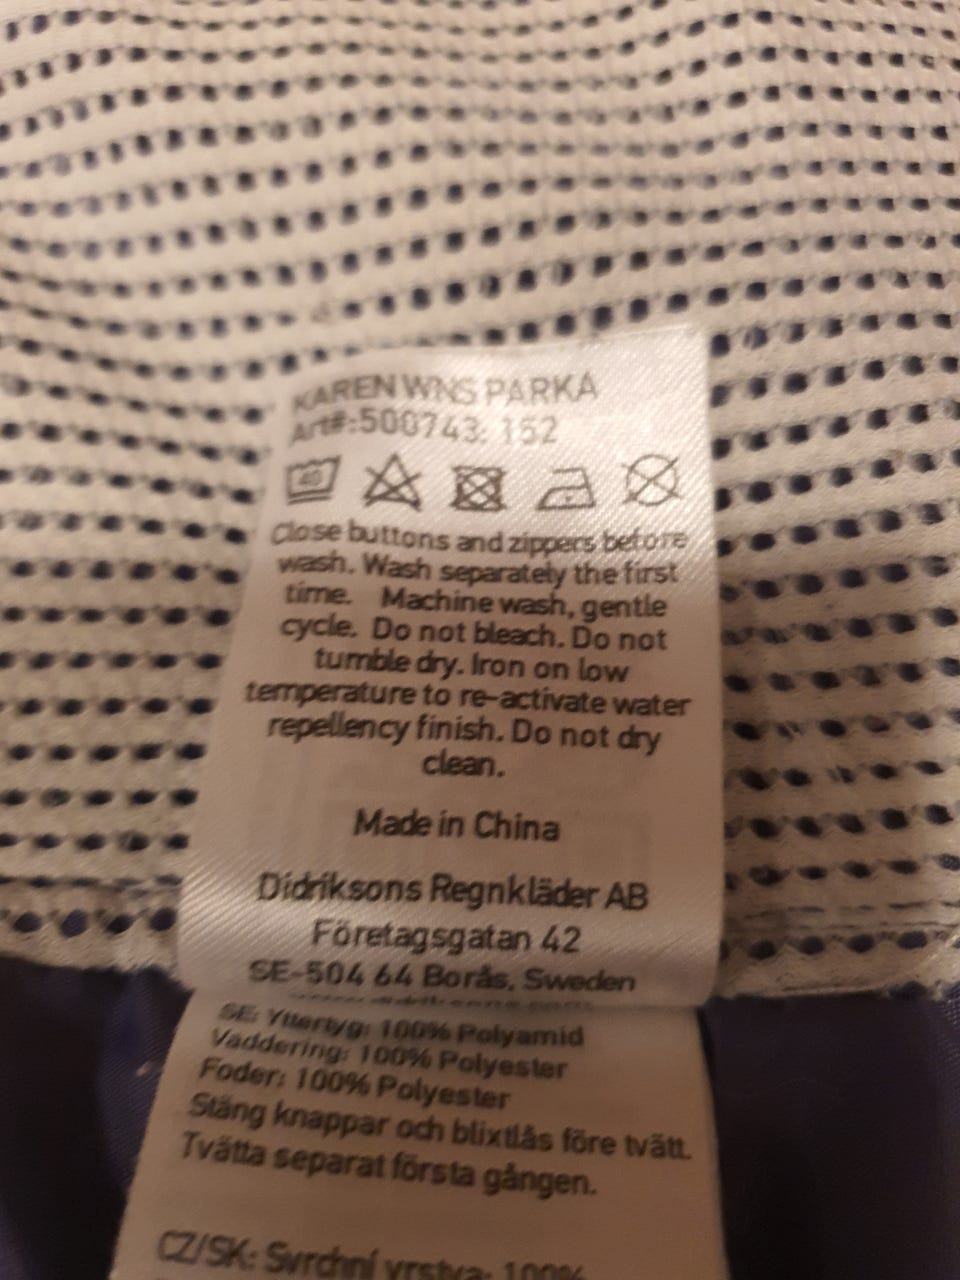 KAREN WNS PARKA
Art#:500743: 152
40
Close buttons and zippers before
wash. Wash separately the first
time. Machine wash, gentle
cycle. Do not bleach. Do not
tumble dry. Iron on low
temperature to re-activate water
repellency finish. Do not dry
clean.
Made in China
Didriksons Regnkläder AB
Företagsgatan 42
SE-504 64 Borås, Sweden
SE: Yttertyg: 100% Polyamid
Vaddering: 100% Polyester
Foder: 100% Polyester
Stäng knappar och blixtlås före tvätt.
Tvätta separat första gången.
CZ/SK: Svrchní vrstva: 100%